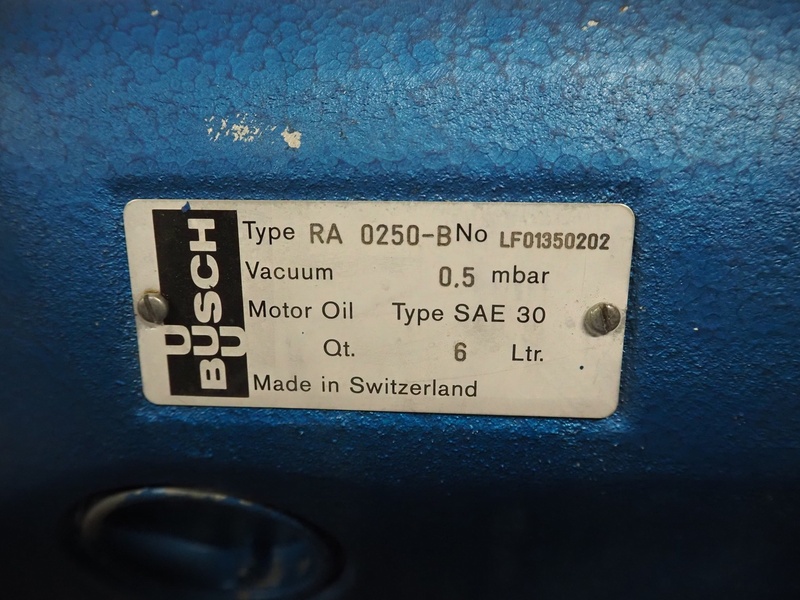 BUSCH
Type RA 0250-B No LF01350202
Vacuum 0.5 mbar
Motor Oil Type SAE 30
Qt. 6 Ltr.
Made in Switzerland